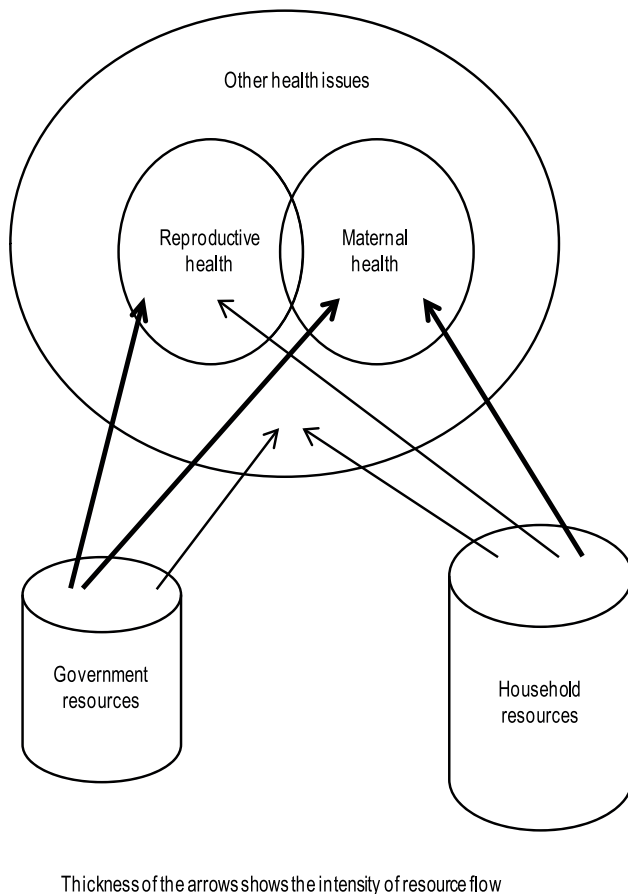 Other health issues
Reproductive
health
Maternal
health
Government
resources
Household
resources
Thickness of the arrows shows the intensity of resource flow